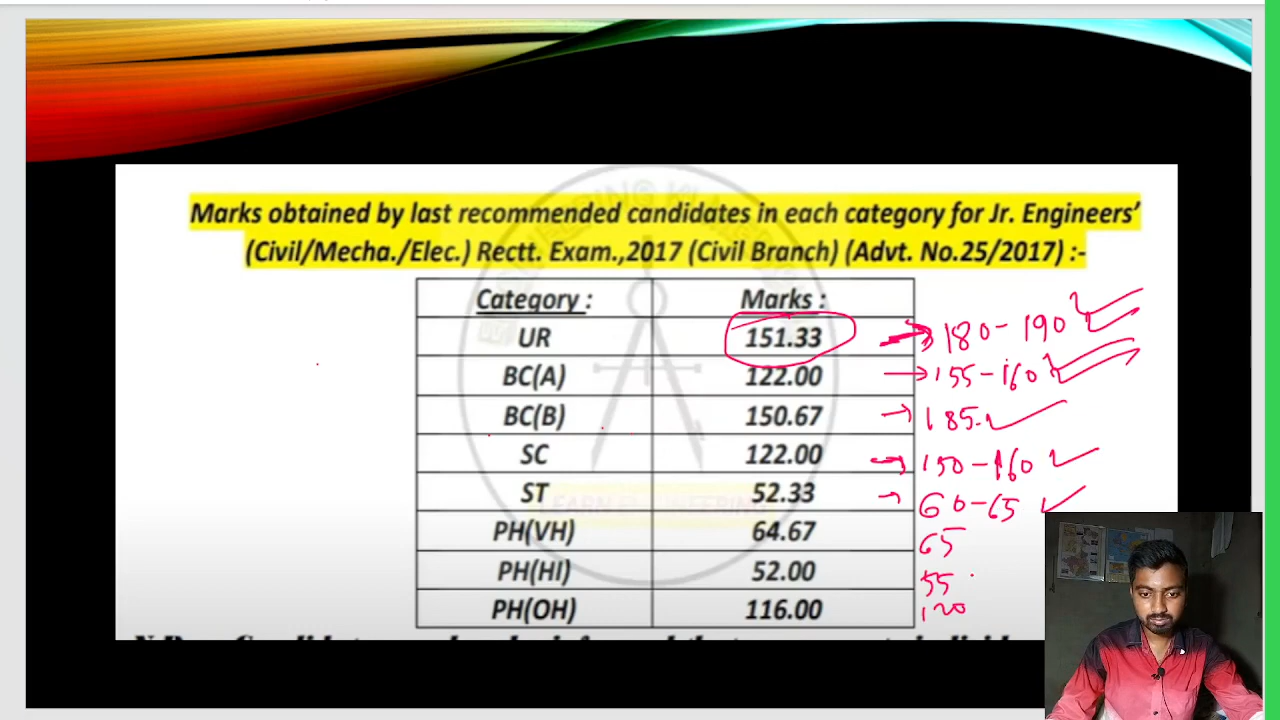 Marks obtained by last recommended candidates in each category for Jr. Engineers'
(Civil/Mecha./Elec.) Rectt. Exam.,2017 (Civil Branch) (Advt. No.25/2017) :-
Category : Marks :
UR 151.33 → 180-190
BC(A) 122.00 → 155-160
BC(B) 150.67 → 185
SC 122.00 → 150-160
ST 52.33 → 60-65
PH(VH) 64.67 65
PH(HI) 52.00 55
PH(OH) 116.00 120
EARN ENGINEERING